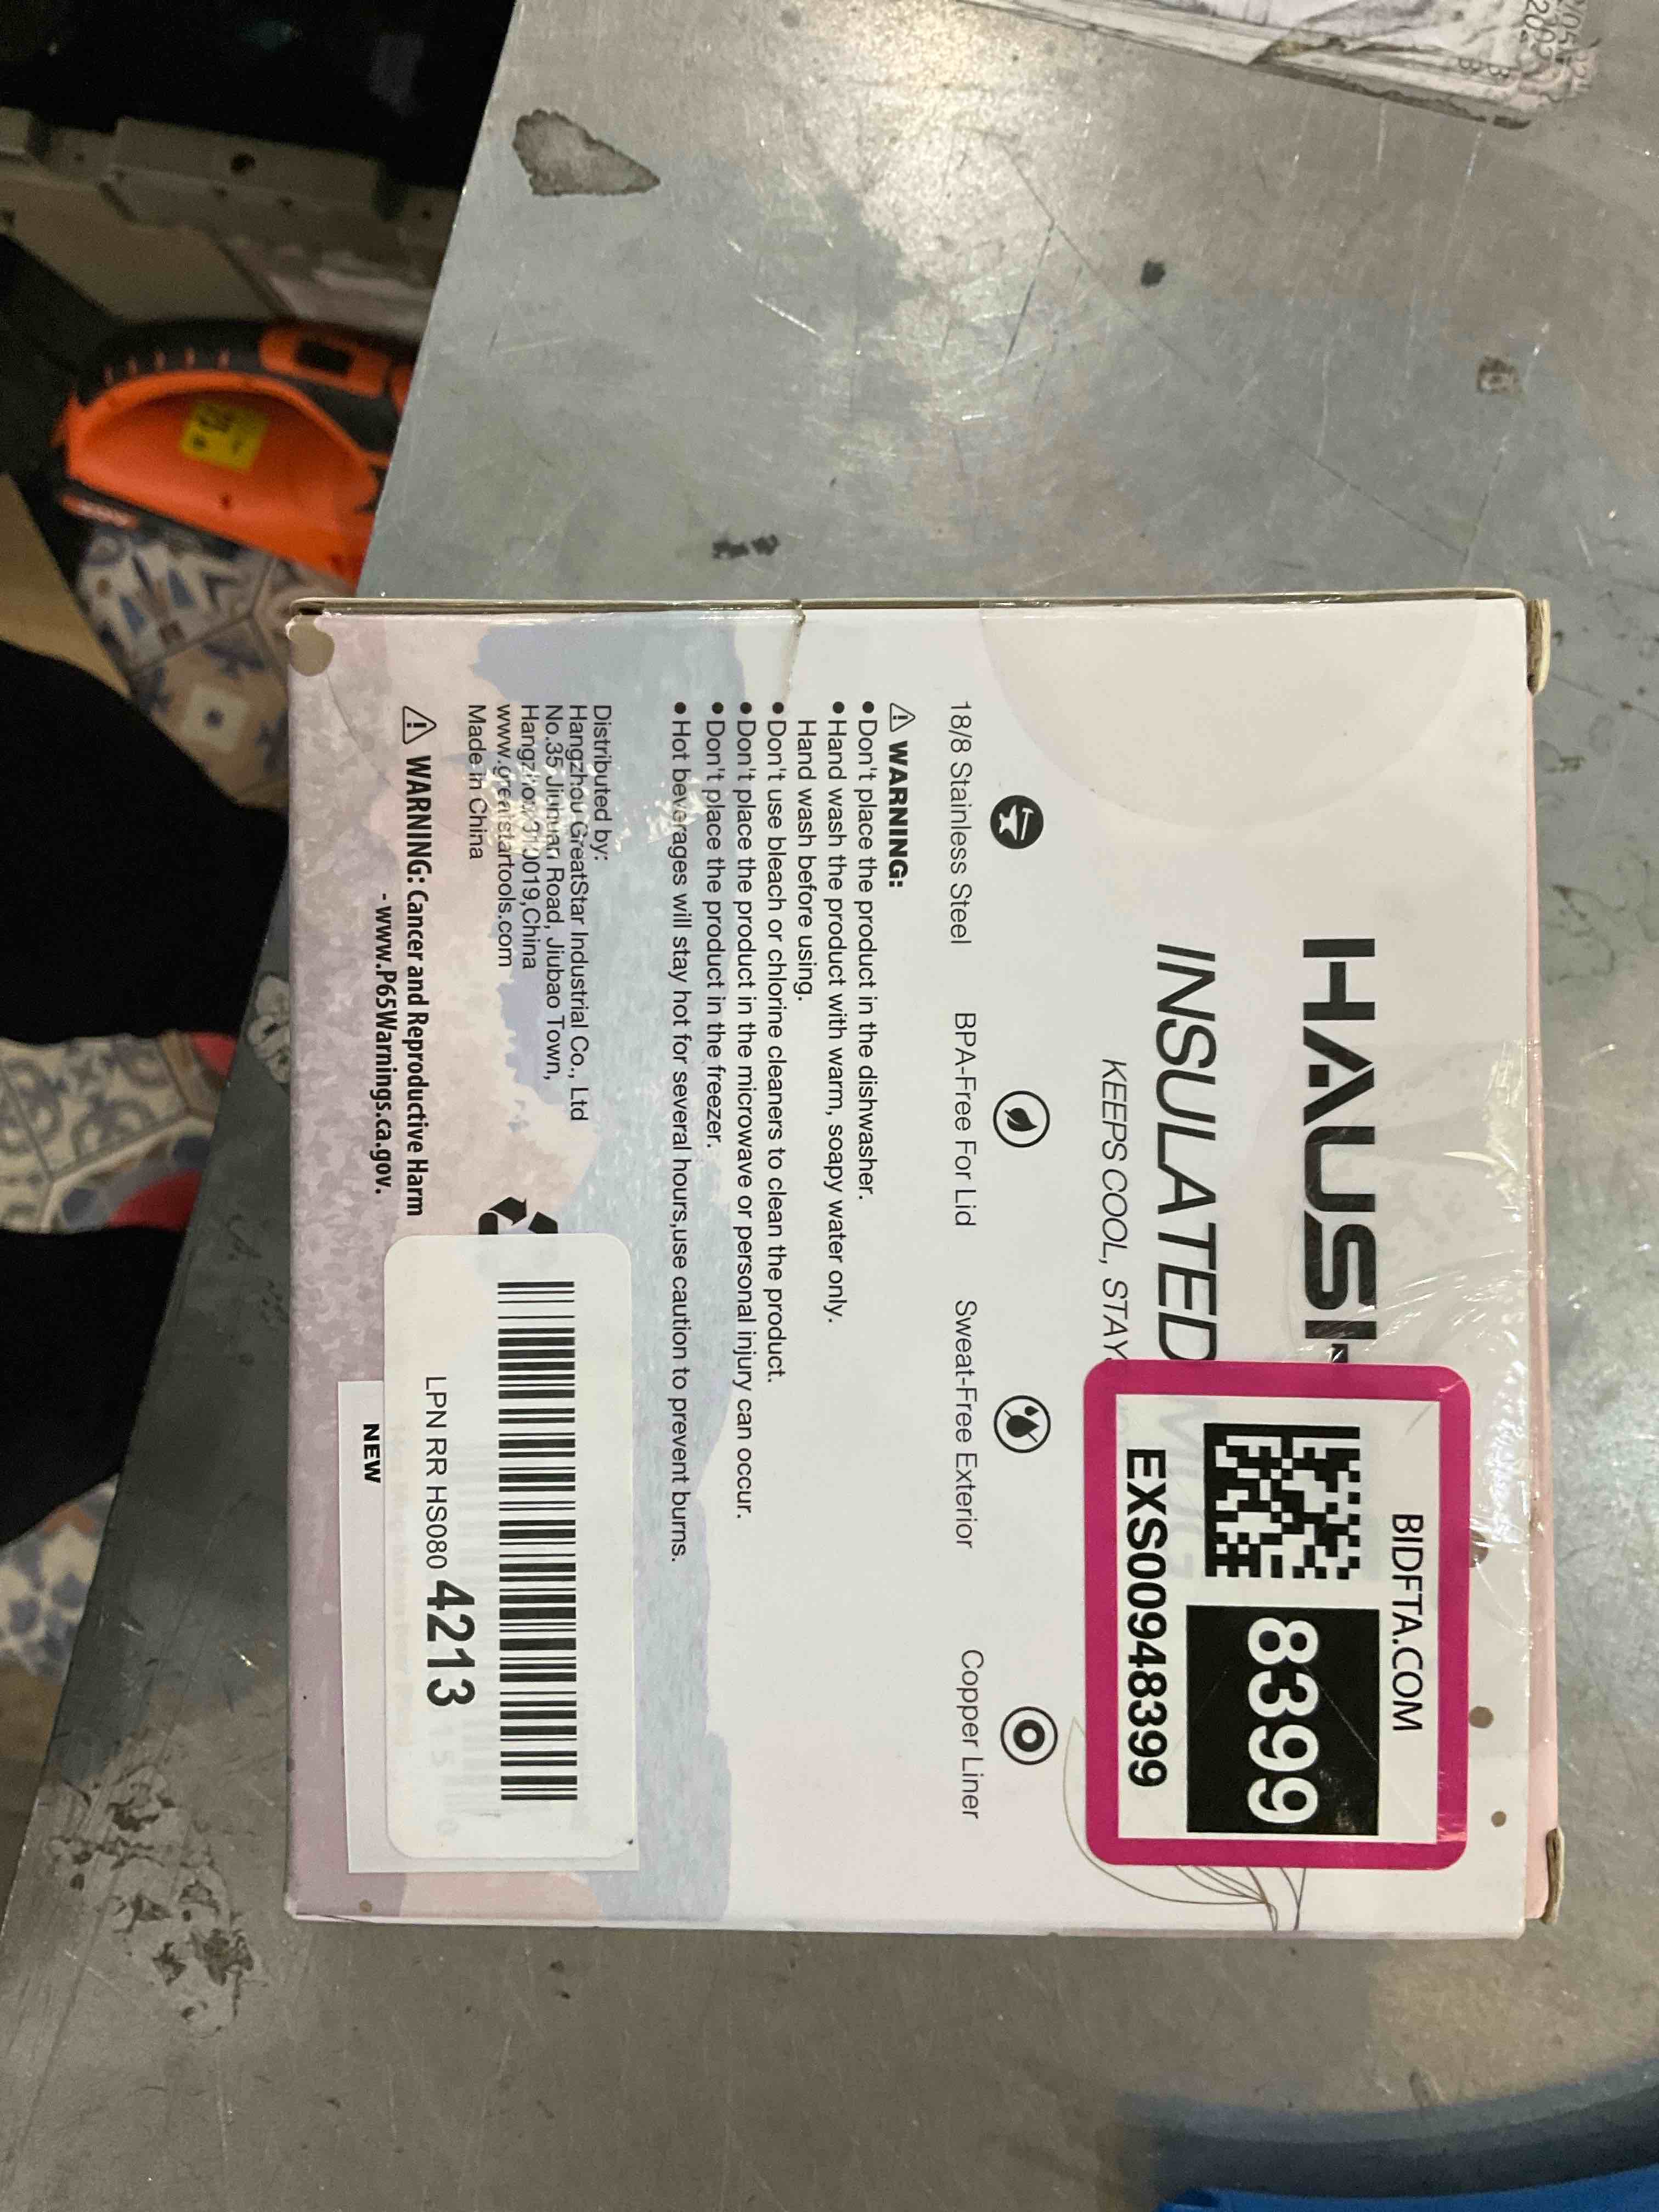 INSULATED
KEEPS COOL, STAY
BIDFTA.COM
8399
EXS00948399
18/8 Stainless Steel
BPA-Free For Lid
Sweat-Free Exterior
Copper Liner
⚠ WARNING:
• Don't place the product in the dishwasher.
• Hand wash the product with warm, soapy water only.
Hand wash before using.
• Don't use bleach or chlorine cleaners to clean the product.
• Don't place the product in the microwave or personal injury can occur.
• Don't place the product in the freezer.
• Hot beverages will stay hot for several hours,use caution to prevent burns.
Distributed by:
Hangzhou GreatStar Industrial Co., Ltd
No.35,Jiuhuan Road, Jiubao Town,
Hangzhou,310019,China
www.greatstartools.com
Made in China
⚠ WARNING: Cancer and Reproductive Harm
- www.P65Warnings.ca.gov.
LPN RR HS080 4213
NEW